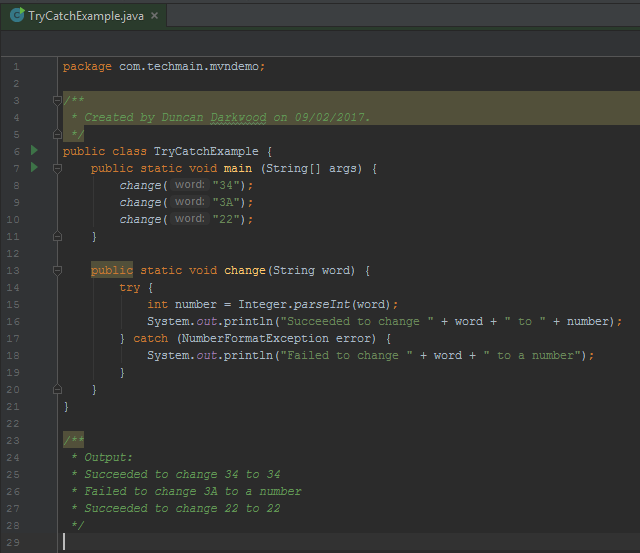 TryCatchExample.java ×
1 package com.techmain.mvndemo;
2
3 /**
4  * Created by Duncan Darkwood on 09/02/2017.
5  */
6 public class TryCatchExample {
7     public static void main (String[] args) {
8         change( word: "34");
9         change( word: "3A");
10         change( word: "22");
11     }
12
13     public static void change(String word) {
14         try {
15             int number = Integer.parseInt(word);
16             System.out.println("Succeeded to change " + word + " to " + number);
17         } catch (NumberFormatException error) {
18             System.out.println("Failed to change " + word + " to a number");
19         }
20     }
21 }
22
23 /**
24  * Output:
25  * Succeeded to change 34 to 34
26  * Failed to change 3A to a number
27  * Succeeded to change 22 to 22
28  */
29